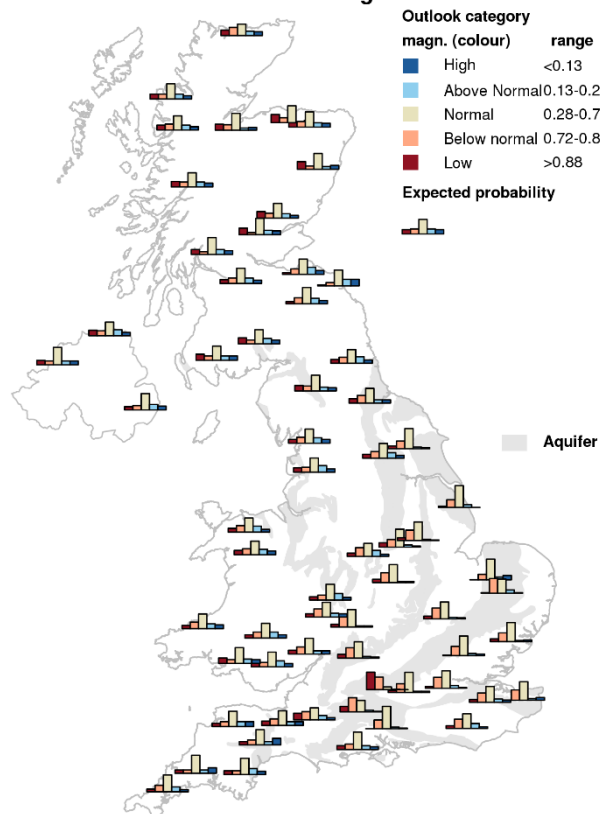 Outlook category
magn. (colour) range
High <0.13
Above Normal 0.13-0.2
Normal 0.28-0.7
Below normal 0.72-0.8
Low >0.88
Expected probability
Aquifer